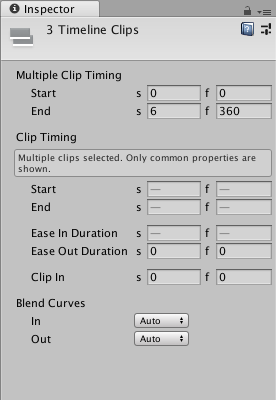 Inspector
3 Timeline Clips
Multiple Clip Timing
Start s 0 f 0
End s 6 f 360
Clip Timing
Multiple clips selected. Only common properties are
shown.
Start s — f —
End s — f —
Ease In Duration s — f —
Ease Out Duration s 0 f 0
Clip In s 0 f 0
Blend Curves
In Auto
Out Auto